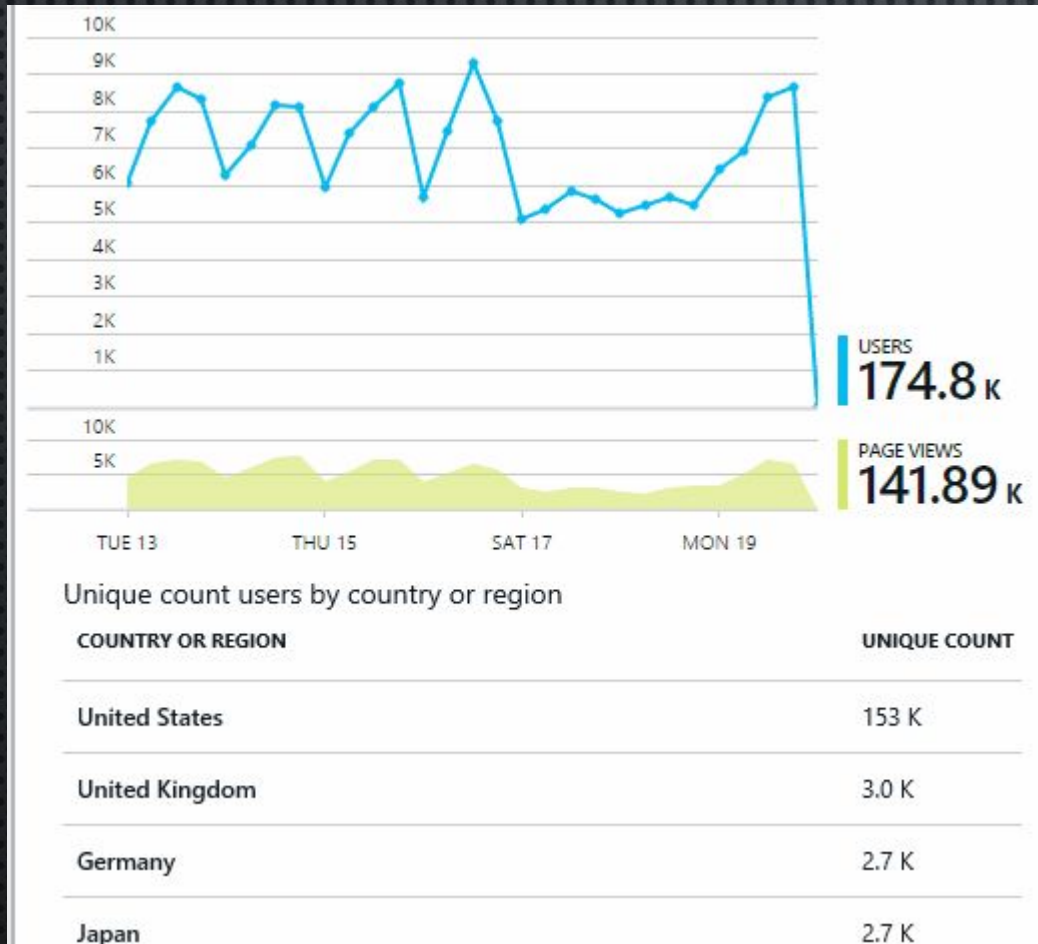 10K
9K
8K
7K
6K
5K
4K
3K
2K
1K
USERS
174.8 K
10K
5K
PAGE VIEWS
141.89 K
TUE 13 THU 15 SAT 17 MON 19
Unique count users by country or region
COUNTRY OR REGION UNIQUE COUNT
United States 153 K
United Kingdom 3.0 K
Germany 2.7 K
Japan 2.7 K